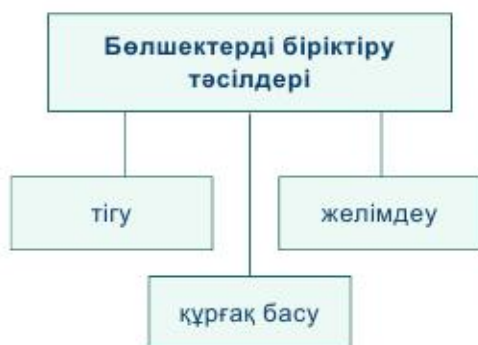 Бөлшектерді біріктіру
тәсілдері
тігу
желімдеу
құрғақ басу